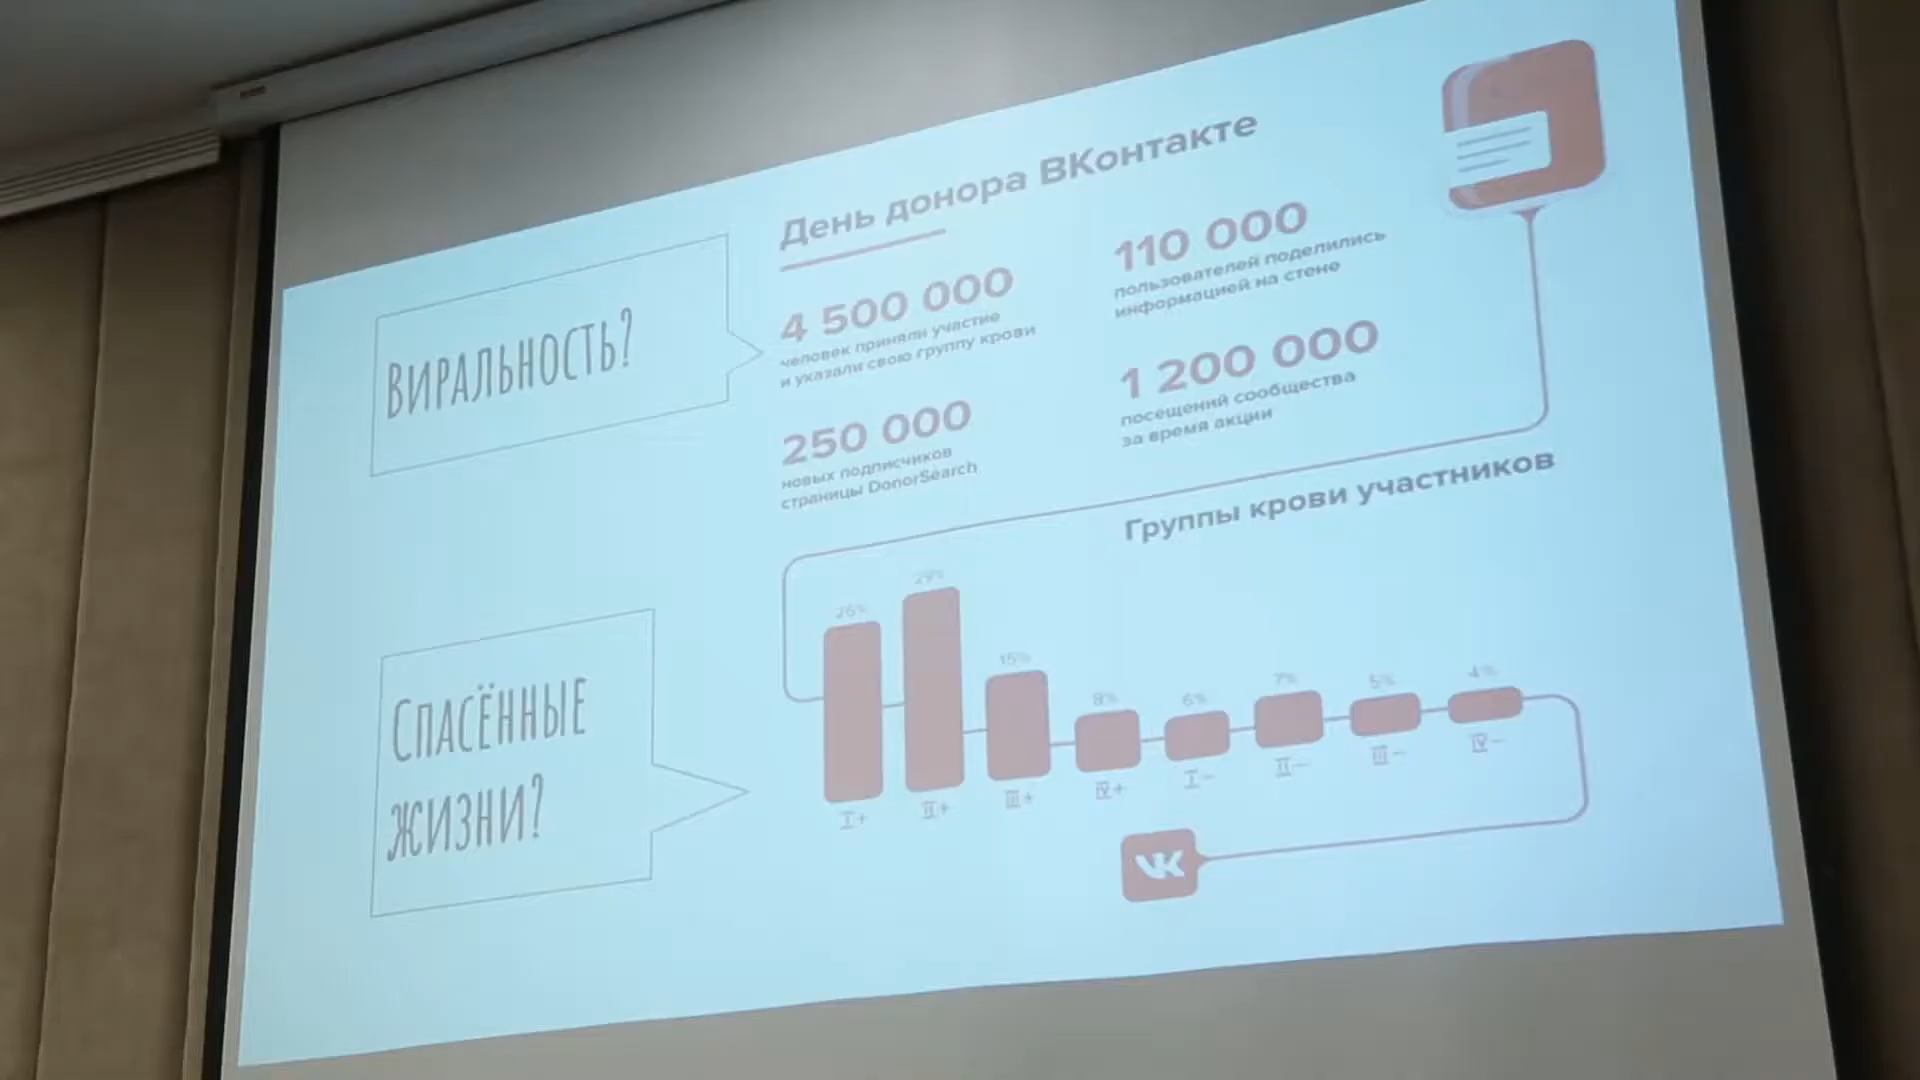 День донора ВКонтакте
ВИРАЛЬНОСТЬ?
4 500 000
человек приняли участие
и указали свою группу крови
110 000
пользователей поделились
информацией на стене
250 000
новых подписчиков
страницы DonorSearch
1 200 000
посещений сообщества
за время акции
Группы крови участников
СПАСЁННЫЕ
ЖИЗНИ?
26% 29% 15% 8% 6% 7% 5% 4%
I+ II+ III+ IV+ I− II− III− IV−
VK